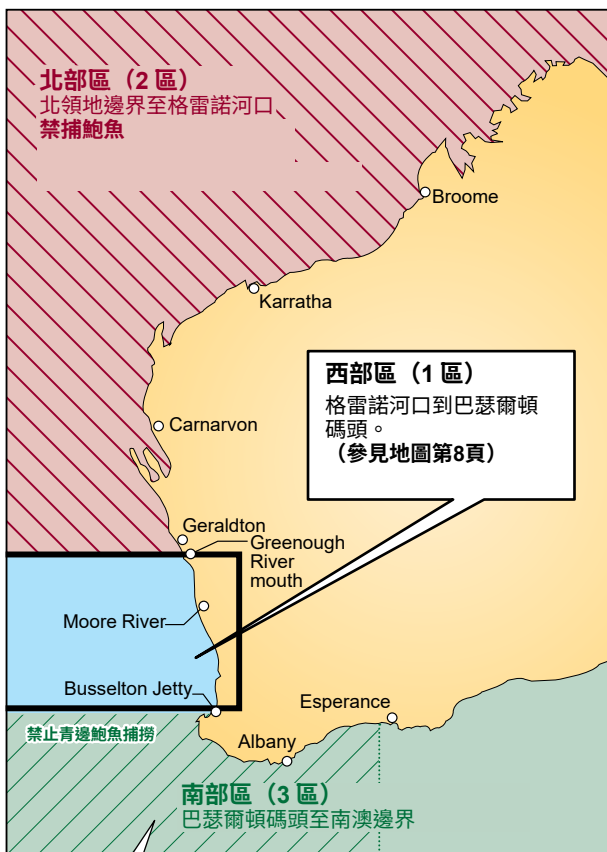 北部區（2 區）
北領地邊界至格雷諾河口
禁捕鮑魚
Broome
Karratha
西部區（1 區）
格雷諾河口到巴瑟爾頓
碼頭。
（參見地圖第8頁）
Carnarvon
Geraldton
Greenough
River
mouth
Moore River
Busselton Jetty
Esperance
禁止青邊鮑魚捕撈
Albany
南部區（3 區）
巴瑟爾頓碼頭至南澳邊界